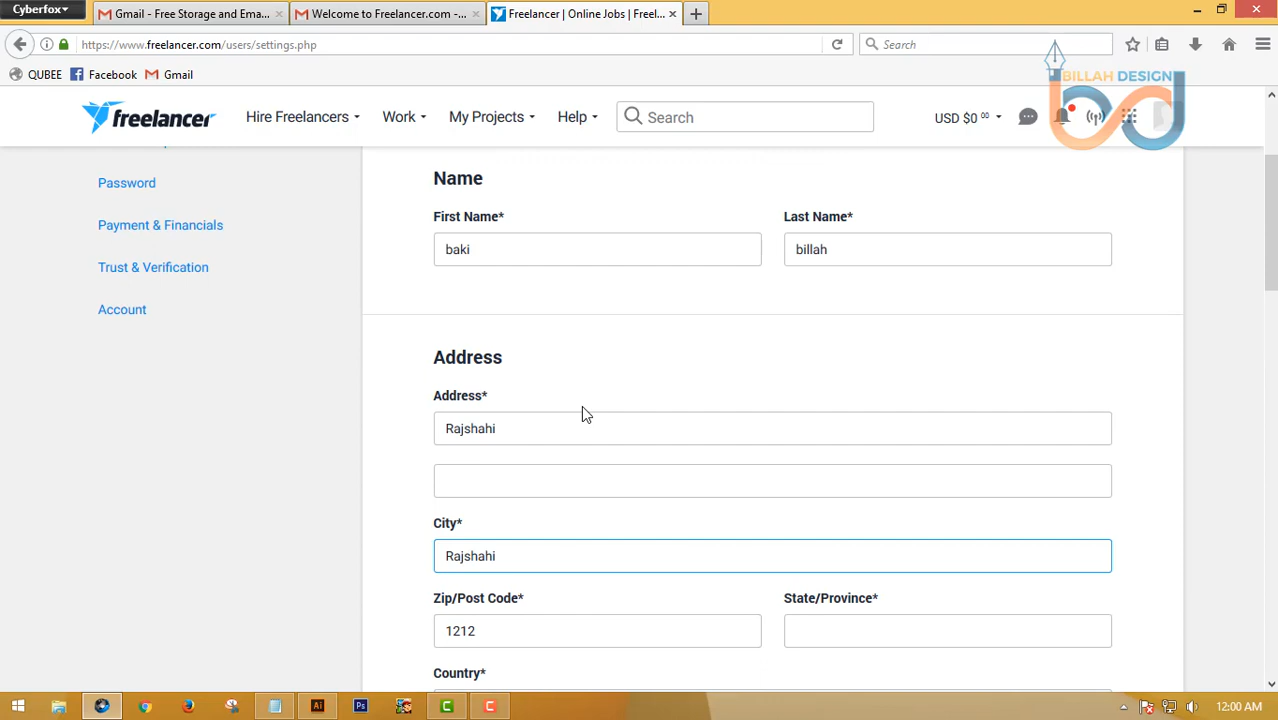 Cyberfox
Gmail - Free Storage and Ema...
Welcome to Freelancer.com -...
Freelancer | Online Jobs | Freel...
https://www.freelancer.com/users/settings.php
Search
QUBEE
Facebook
Gmail
BILLAH DESIGN
freelancer
Hire Freelancers
Work
My Projects
Help
Search
USD $0 00
Password
Payment & Financials
Trust & Verification
Account
Name
First Name*
Last Name*
baki
billah
Address
Address*
Rajshahi
City*
Rajshahi
Zip/Post Code*
State/Province*
1212
Country*
Ai
Ps
C
C
12:00 AM